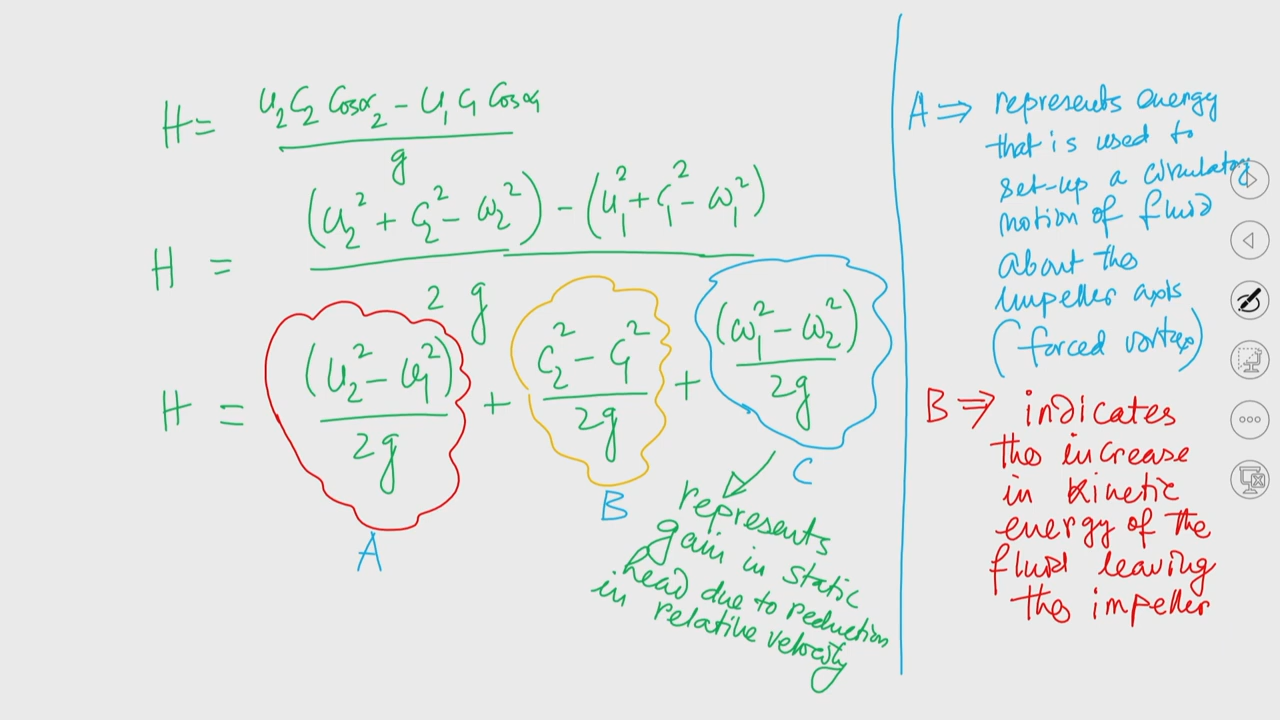 H = (U₂C₂ Cosα₂ - U₁C₁ Cosα₁) / g
H = ((U₂² + C₂² - ω₂²) - (U₁² + C₁² - ω₁²)) / 2g
H = (U₂² - U₁²) / 2g + (C₂² - C₁²) / 2g + (ω₁² - ω₂²) / 2g
A
B
C
represents
gain in static
head due to reduction
in relative velocity
A ⇒ represents energy
that is used to
set-up a circulatory
motion of fluid
about the
impeller axis
(forced vortex)
B ⇒ indicates
the increase
in kinetic
energy of the
fluid leaving
the impeller